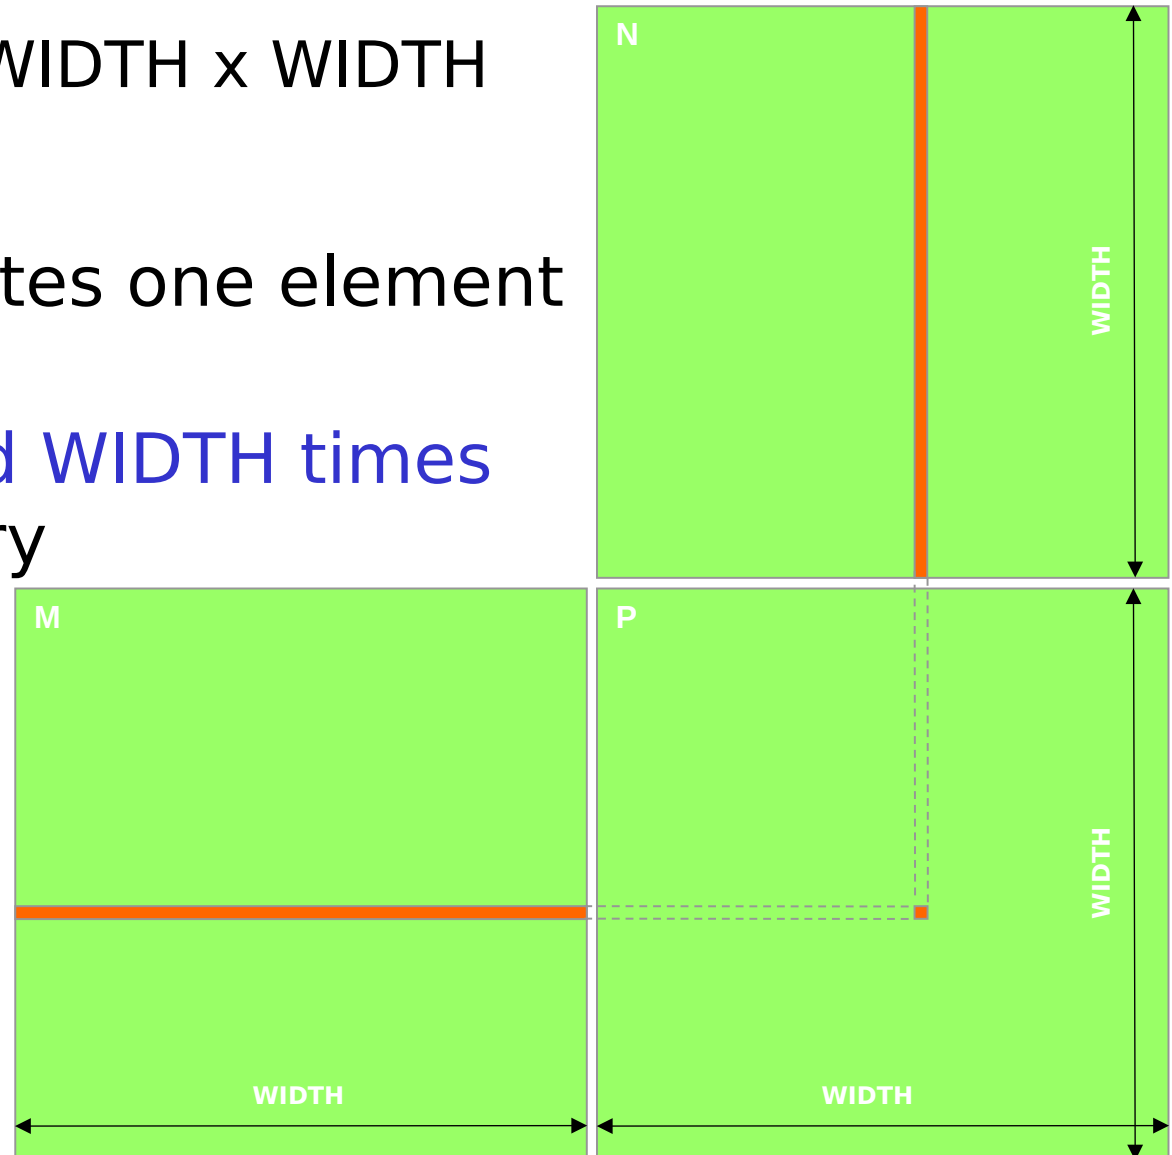 WIDTH x WIDTH
tes one element
d WIDTH times
ry
N
WIDTH
M
P
WIDTH
WIDTH
WIDTH